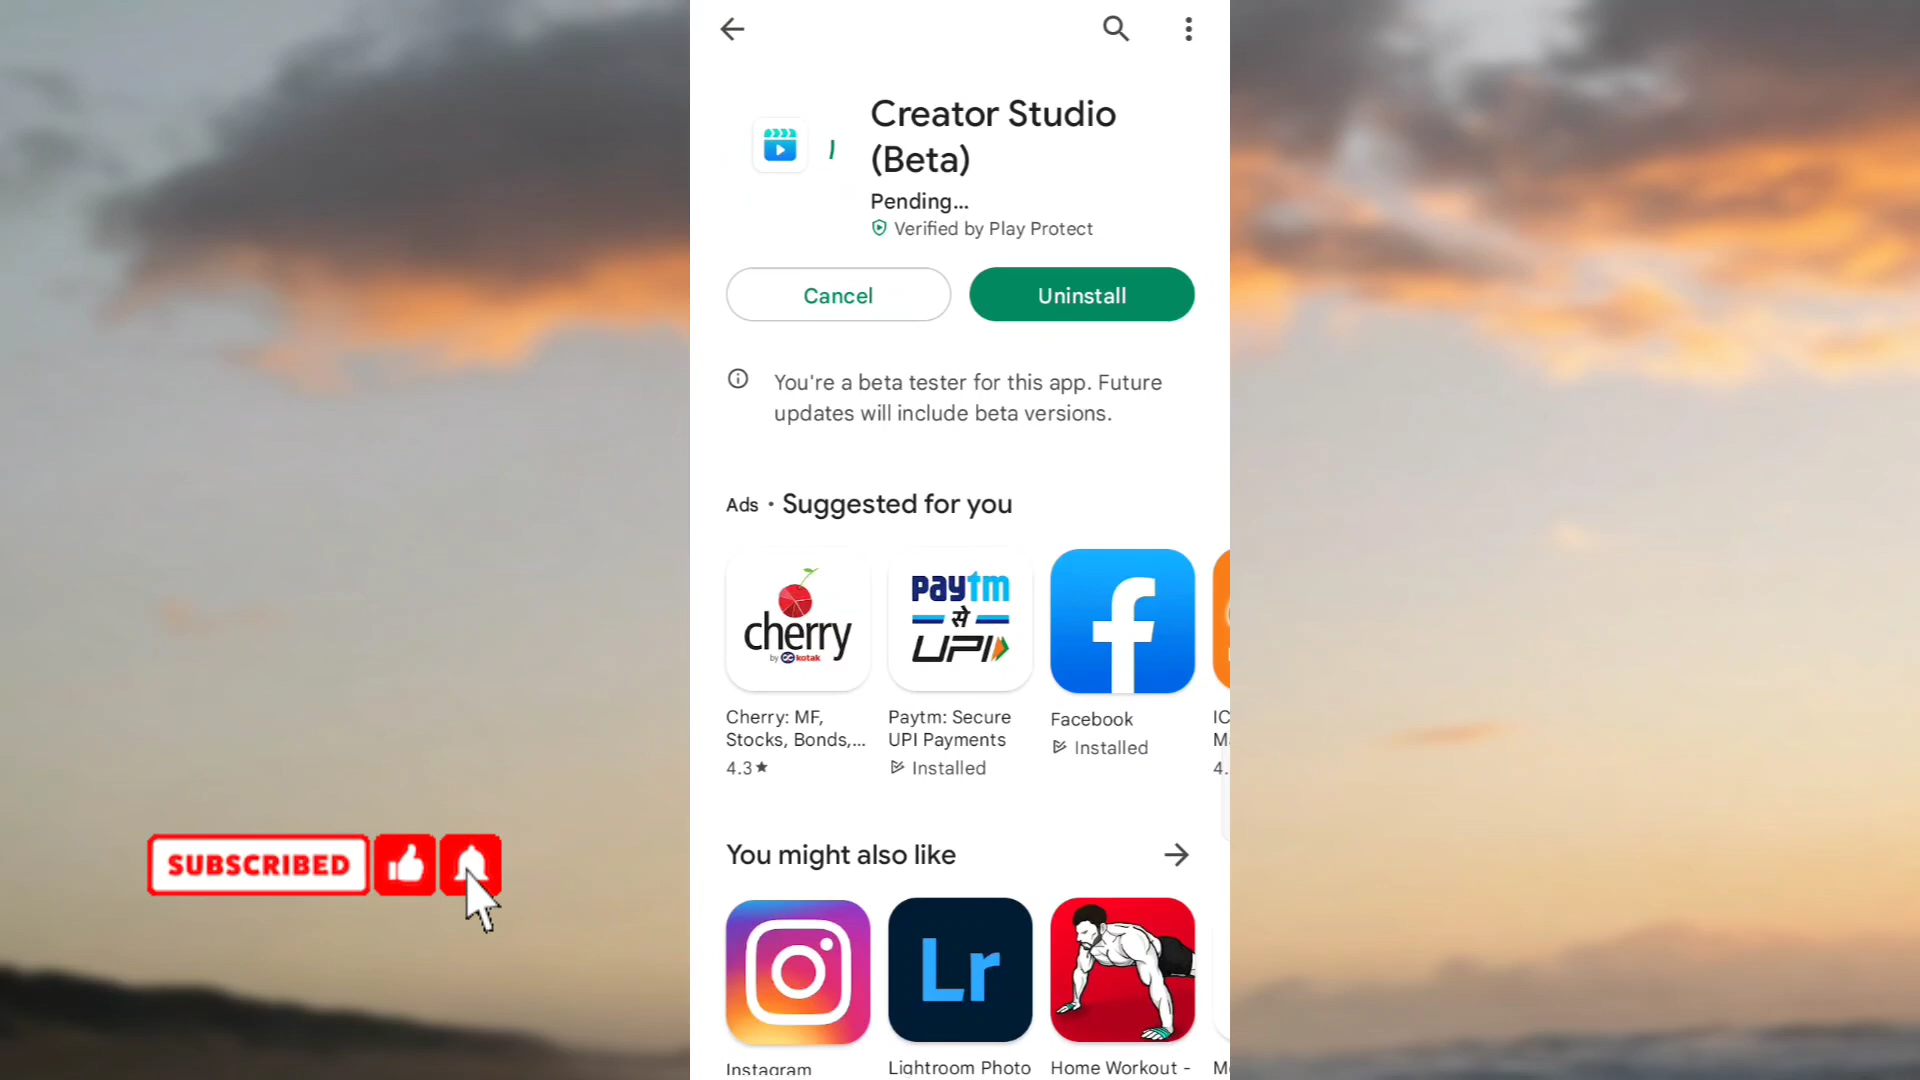 Creator Studio
(Beta)
Pending...
Verified by Play Protect
Cancel
Uninstall
You're a beta tester for this app. Future
updates will include beta versions.
Ads • Suggested for you
cherry
by kotak
paytm
से
UPI
Cherry: MF,
Stocks, Bonds,...
4.3★
Paytm: Secure
UPI Payments
Installed
Facebook
Installed
IC
M
4.
SUBSCRIBED
You might also like
Lr
Instagram
Lightroom Photo
Home Workout -
M